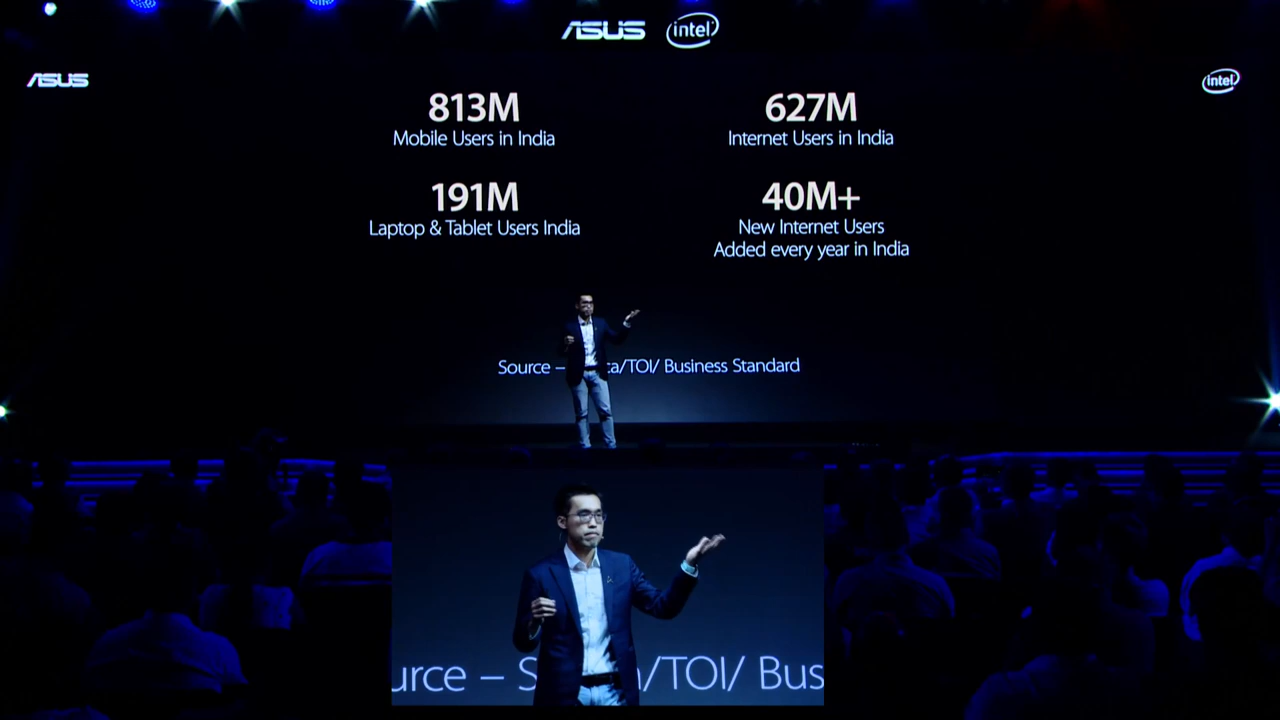 ASUS intel
ASUS
intel
813M
Mobile Users in India
627M
Internet Users in India
191M
Laptop & Tablet Users India
40M+
New Internet Users
Added every year in India
Source – ca/TOI/ Business Standard
urce – S a/TOI/ Bus